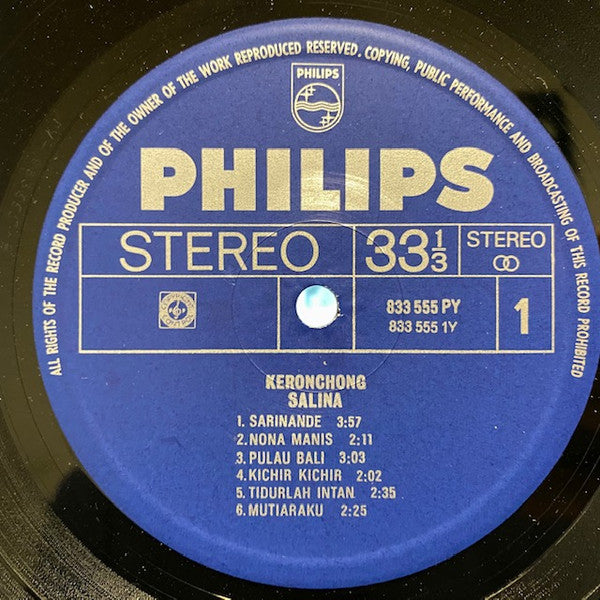 ALL RIGHTS OF THE RECORD PRODUCER AND OF THE OWNER OF THE WORK REPRODUCED RESERVED. COPYING, PUBLIC PERFORMANCE AND BROADCASTING OF THIS RECORD PROHIBITED
PHILIPS
PHILIPS
STEREO 33⅓ STEREO
833 555 PY
833 555 1Y
1
KERONCHONG
SALINA
1. SARINANDE 3:57
2. NONA MANIS 2:11
3. PULAU BALI 3:03
4. KICHIR KICHIR 2:02
5. TIDURLAH INTAN 2:35
6. MUTIARAKU 2:25